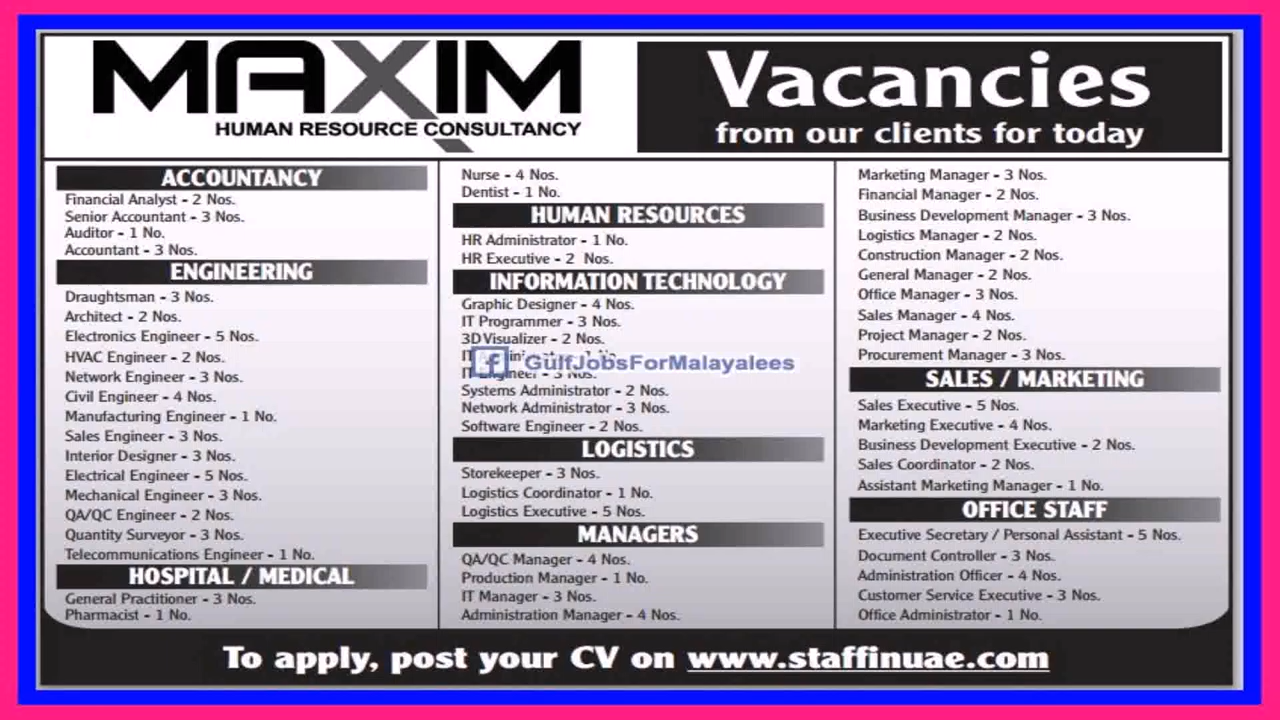 MAXIM
HUMAN RESOURCE CONSULTANCY
Vacancies
from our clients for today
ACCOUNTANCY
Financial Analyst - 2 Nos.
Senior Accountant - 3 Nos.
Auditor - 1 No.
Accountant - 3 Nos.
ENGINEERING
Draughtsman - 3 Nos.
Architect - 2 Nos.
Electronics Engineer - 5 Nos.
HVAC Engineer - 2 Nos.
Network Engineer - 3 Nos.
Civil Engineer - 4 Nos.
Manufacturing Engineer - 1 No.
Sales Engineer - 3 Nos.
Interior Designer - 3 Nos.
Electrical Engineer - 5 Nos.
Mechanical Engineer - 3 Nos.
QA/QC Engineer - 2 Nos.
Quantity Surveyor - 3 Nos.
Telecommunications Engineer - 1 No.
HOSPITAL / MEDICAL
General Practitioner - 3 Nos.
Pharmacist - 1 No.
Nurse - 4 Nos.
Dentist - 1 No.
HUMAN RESOURCES
HR Administrator - 1 No.
HR Executive - 2 Nos.
INFORMATION TECHNOLOGY
Graphic Designer - 4 Nos.
IT Programmer - 3 Nos.
3D Visualizer - 2 Nos.
GulfJobsForMalayalees
IT Engineer - 3 Nos.
Systems Administrator - 2 Nos.
Network Administrator - 3 Nos.
Software Engineer - 2 Nos.
LOGISTICS
Storekeeper - 3 Nos.
Logistics Coordinator - 1 No.
Logistics Executive - 5 Nos.
MANAGERS
QA/QC Manager - 4 Nos.
Production Manager - 1 No.
IT Manager - 3 Nos.
Administration Manager - 4 Nos.
Marketing Manager - 3 Nos.
Financial Manager - 2 Nos.
Business Development Manager - 3 Nos.
Logistics Manager - 2 Nos.
Construction Manager - 2 Nos.
General Manager - 2 Nos.
Office Manager - 3 Nos.
Sales Manager - 4 Nos.
Project Manager - 2 Nos.
Procurement Manager - 3 Nos.
SALES / MARKETING
Sales Executive - 5 Nos.
Marketing Executive - 4 Nos.
Business Development Executive - 2 Nos.
Sales Coordinator - 2 Nos.
Assistant Marketing Manager - 1 No.
OFFICE STAFF
Executive Secretary / Personal Assistant - 5 Nos.
Document Controller - 3 Nos.
Administration Officer - 4 Nos.
Customer Service Executive - 3 Nos.
Office Administrator - 1 No.
To apply, post your CV on www.staffinuae.com